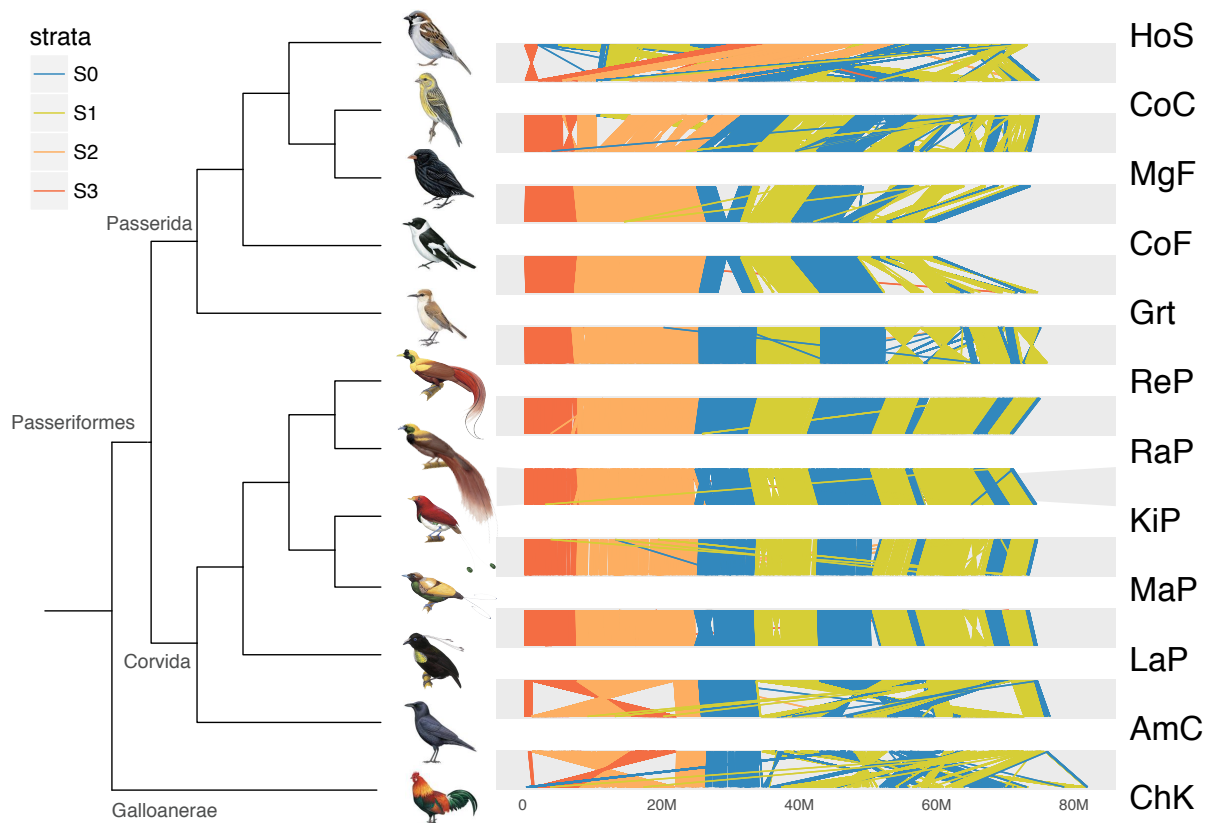 strata
S0
S1
S2
S3
Passerida
Passeriformes
Corvida
Galloanerae
HoS
CoC
MgF
CoF
Grt
ReP
RaP
KiP
MaP
LaP
AmC
ChK
0 20M 40M 60M 80M